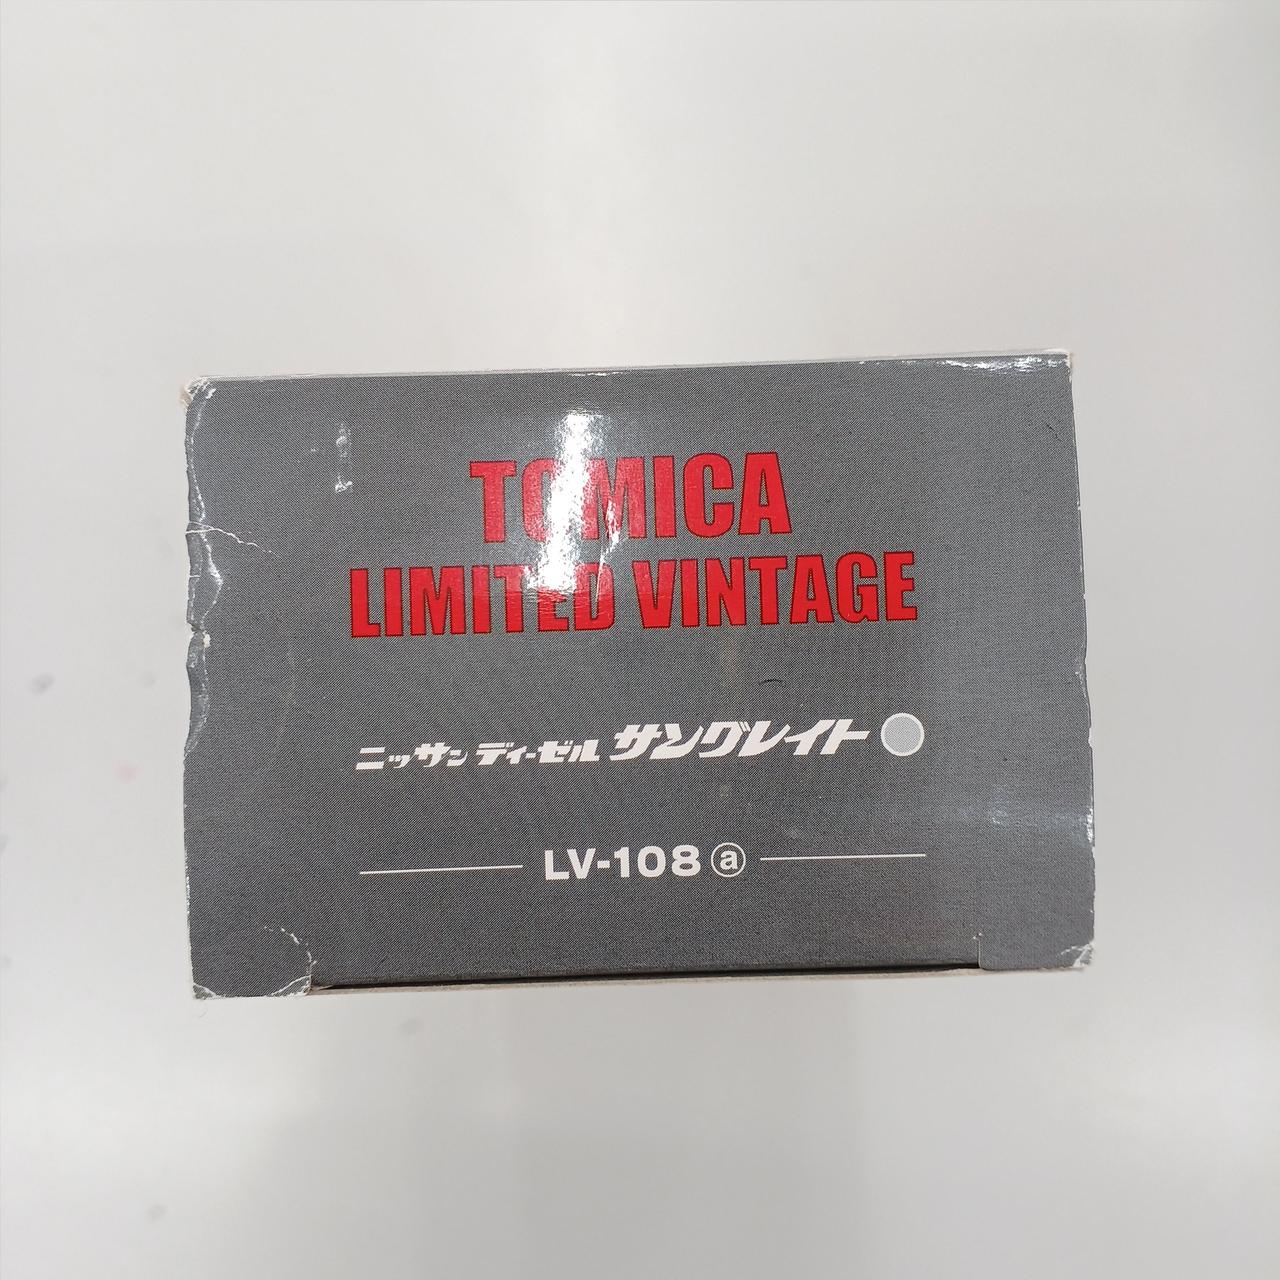 TOMICA
LIMITED VINTAGE
ニッサン ディーゼル サングレイト
LV-108 ⓐ